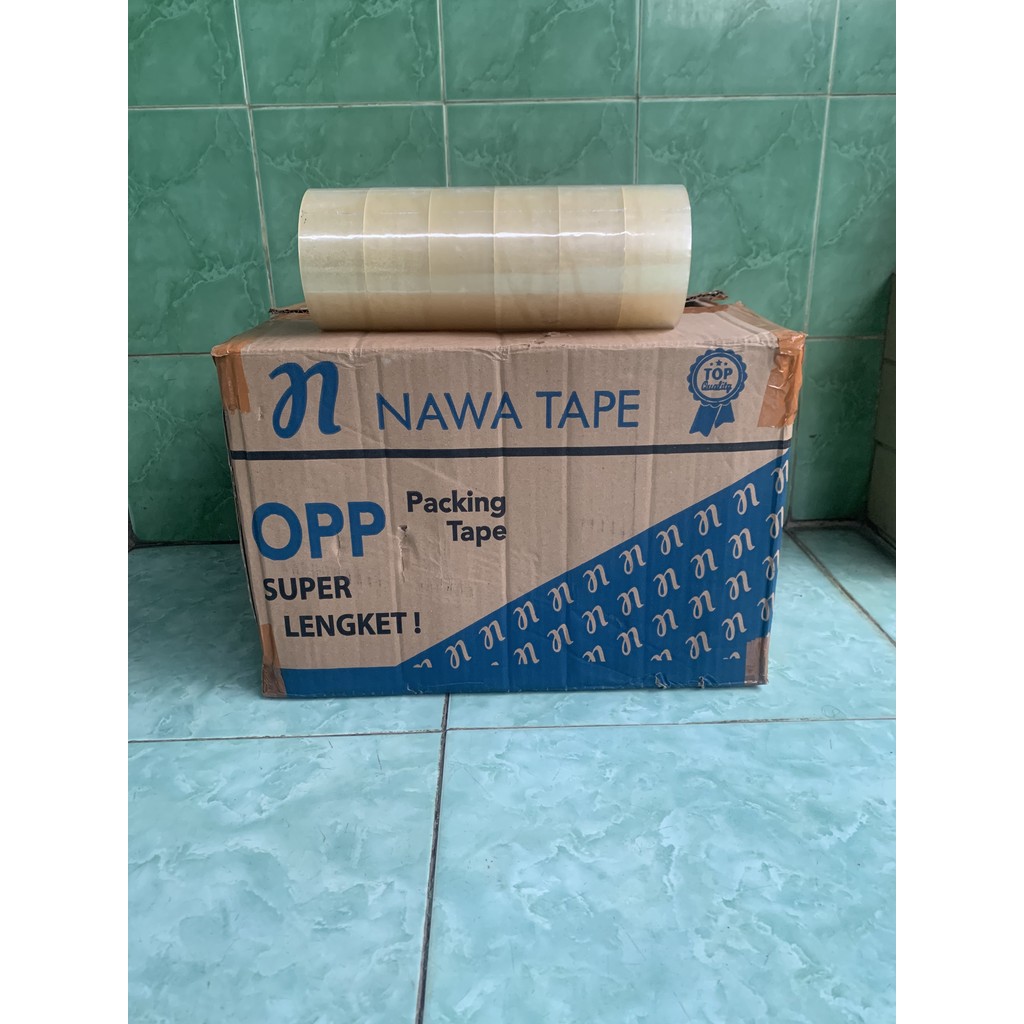 n NAWA TAPE
TOP
Quality
OPP Packing
Tape
SUPER
LENGKET !